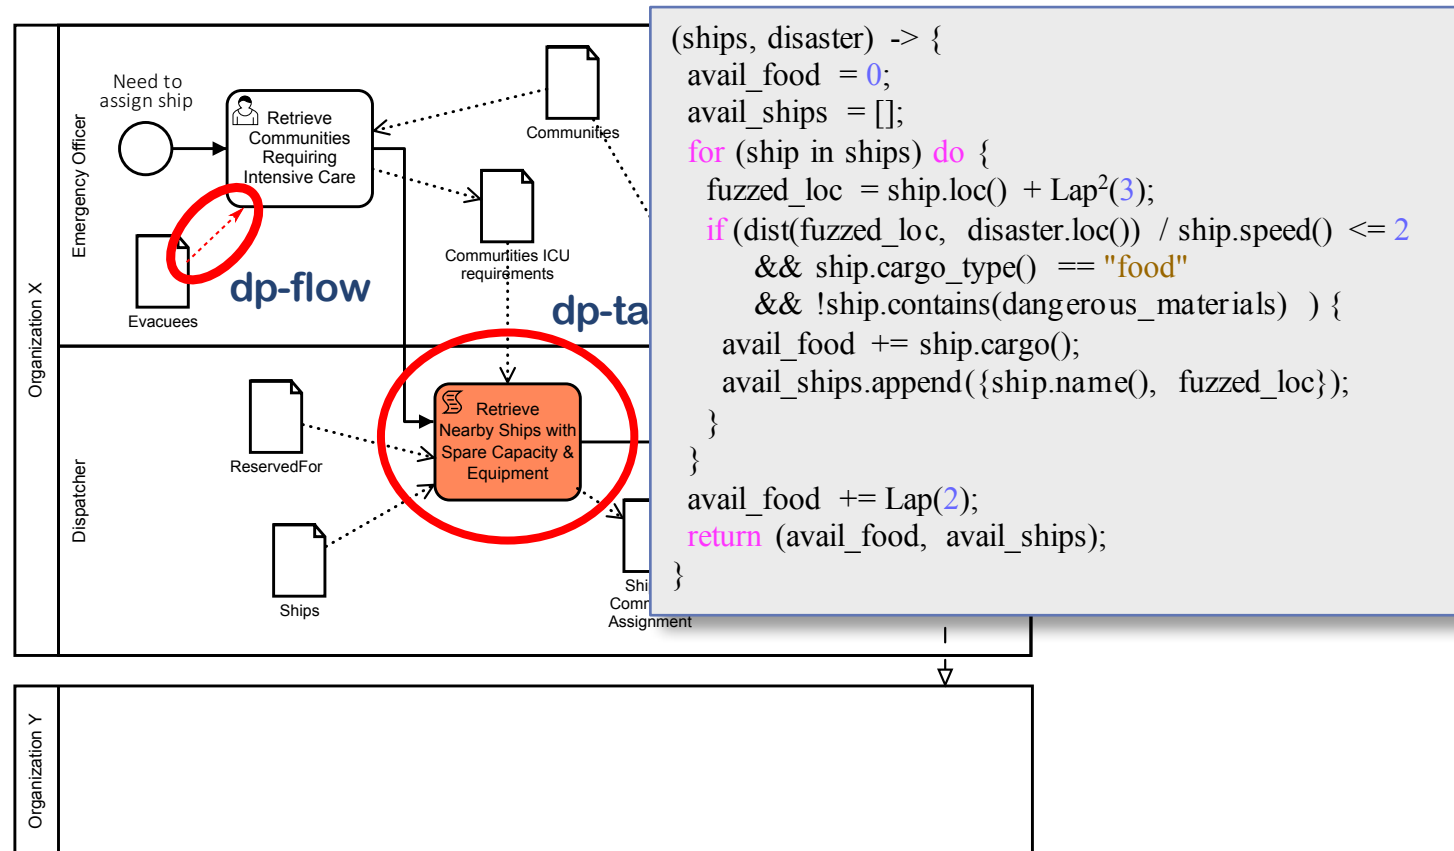 Organization X
Emergency Officer
Need to
assign ship
Retrieve
Communities
Requiring
Intensive Care
Communities
Communities ICU
requirements
Evacuees
dp-flow
dp-ta
Dispatcher
ReservedFor
Ships
Retrieve
Nearby Ships with
Spare Capacity &
Equipment
Shi
Comm
Assignment
(ships, disaster) -> {
avail_food = 0;
avail_ships = [];
for (ship in ships) do {
fuzzed_loc = ship.loc() + Lap²(3);
if (dist(fuzzed_loc, disaster.loc()) / ship.speed() <= 2
&& ship.cargo_type() == "food"
&& !ship.contains(dangerous_materials) ) {
avail_food += ship.cargo();
avail_ships.append({ship.name(), fuzzed_loc});
}
}
avail_food += Lap(2);
return (avail_food, avail_ships);
}
Organization Y